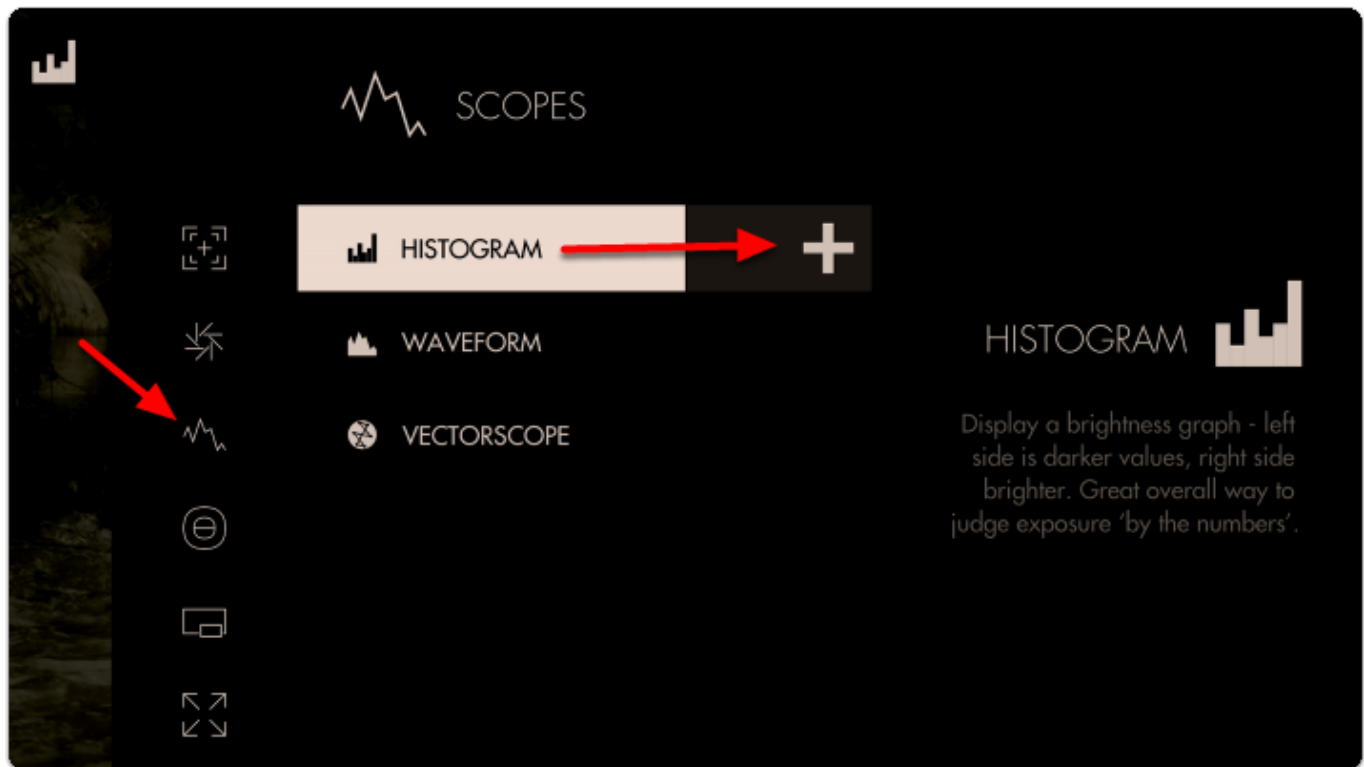 SCOPES
HISTOGRAM
WAVEFORM
VECTORSCOPE
HISTOGRAM
Display a brightness graph - left
side is darker values, right side
brighter. Great overall way to
judge exposure ‘by the numbers’.